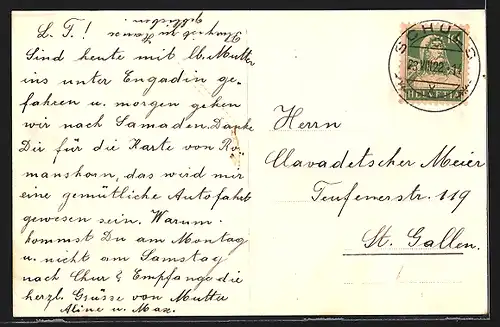 L. T.!
Sind heute mit lb. Mutter
ins unter Engadin ge-
fahren u. morgen gehen
wir nach Samaden. Danke
Dir für die Karte von Ro-
manshorn, das wird mir
eine gemütliche Autofahrt
gewesen sein. Warum
kommst Du am Montag
u. nicht am Samstag
nach Chur? Empfange die
herzl. Grüsse von Mutter
Aline u. Max.
geblieben.
SCHULS
23.VIII.22
HELVETIA
Herrn
Clavadetscher Meier
Teufenerstr. 119
St. Gallen.